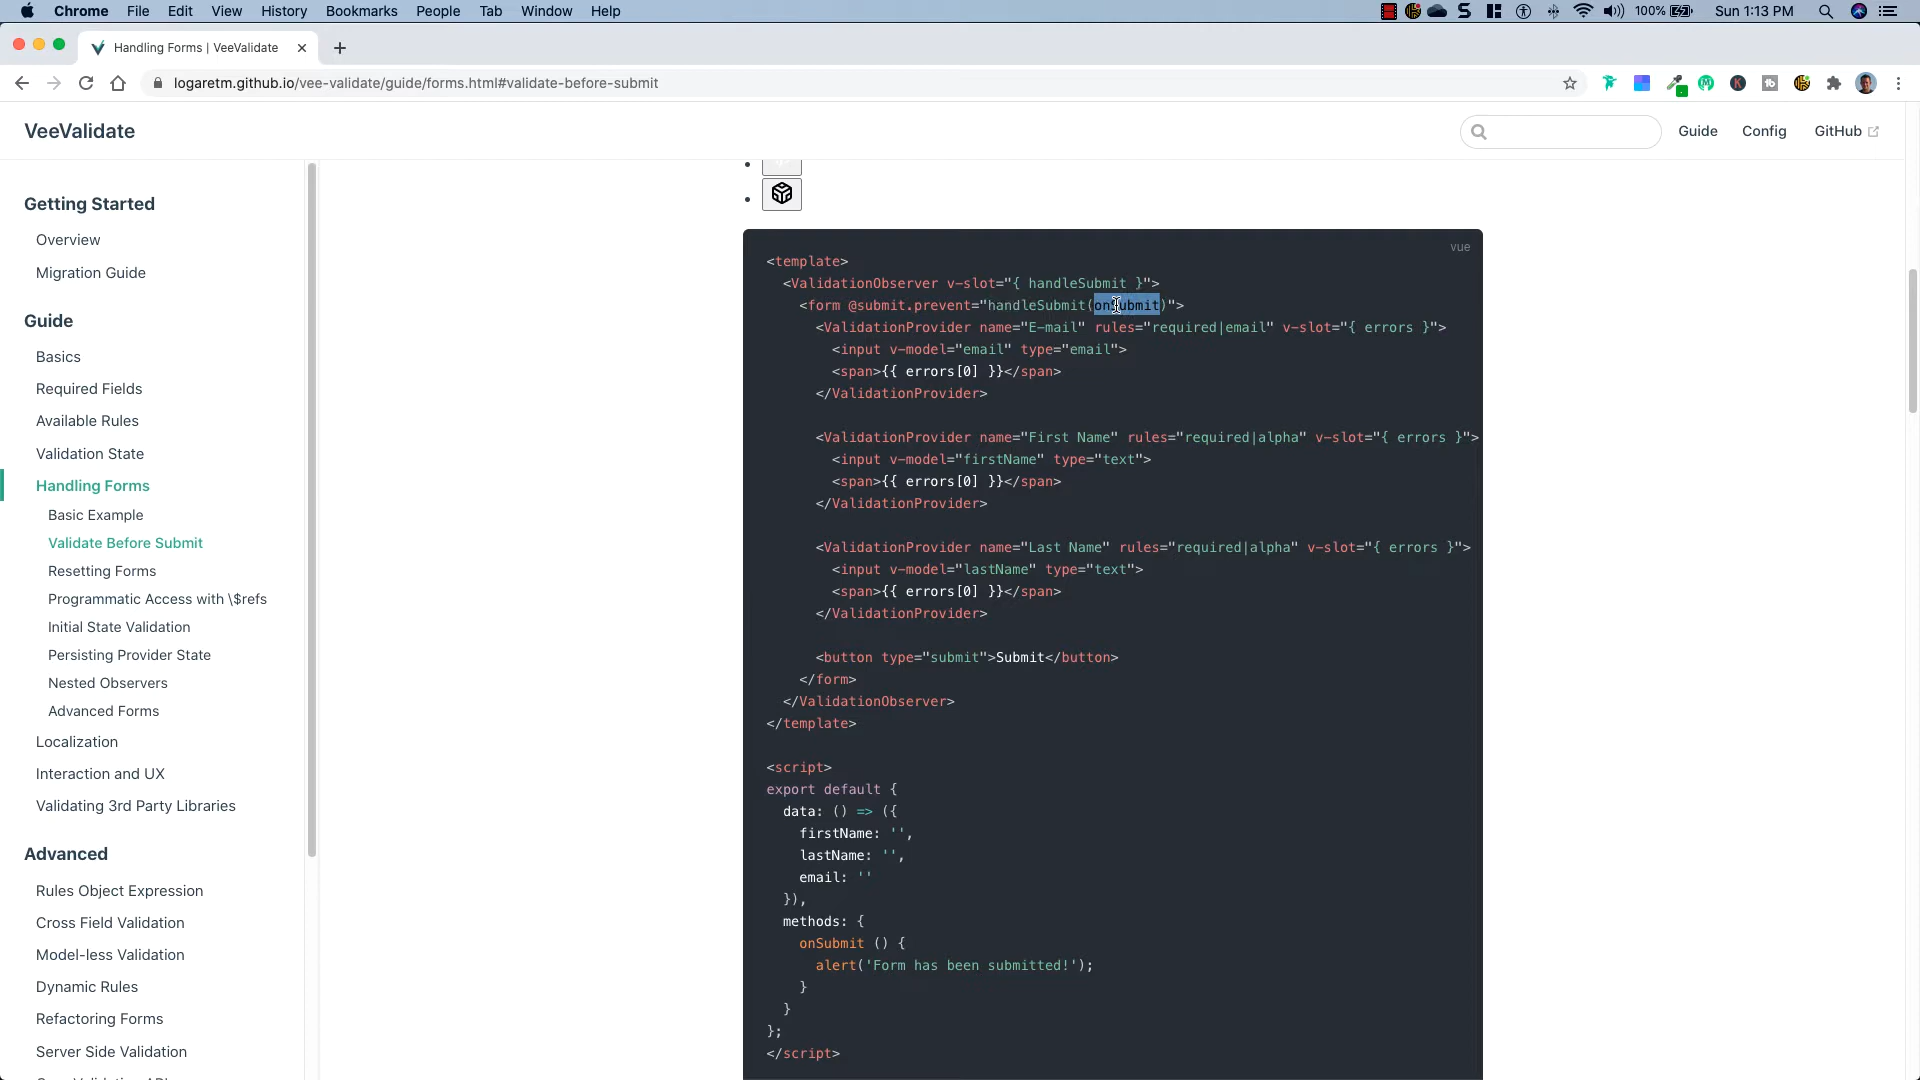 Chrome File Edit View History Bookmarks People Tab Window Help 100% Sun 1:13 PM
Handling Forms | VeeValidate
logaretm.github.io/vee-validate/guide/forms.html#validate-before-submit
VeeValidate
Guide Config GitHub
Getting Started
Overview
Migration Guide
Guide
Basics
Required Fields
Available Rules
Validation State
Handling Forms
Basic Example
Validate Before Submit
Resetting Forms
Programmatic Access with \$refs
Initial State Validation
Persisting Provider State
Nested Observers
Advanced Forms
Localization
Interaction and UX
Validating 3rd Party Libraries
Advanced
Rules Object Expression
Cross Field Validation
Model-less Validation
Dynamic Rules
Refactoring Forms
Server Side Validation
vue
<template>
<ValidationObserver v-slot="{ handleSubmit }">
<form @submit.prevent="handleSubmit(onSubmit)">
<ValidationProvider name="E-mail" rules="required|email" v-slot="{ errors }">
<input v-model="email" type="email">
<span>{{ errors[0] }}</span>
</ValidationProvider>
<ValidationProvider name="First Name" rules="required|alpha" v-slot="{ errors }">
<input v-model="firstName" type="text">
<span>{{ errors[0] }}</span>
</ValidationProvider>
<ValidationProvider name="Last Name" rules="required|alpha" v-slot="{ errors }">
<input v-model="lastName" type="text">
<span>{{ errors[0] }}</span>
</ValidationProvider>
<button type="submit">Submit</button>
</form>
</ValidationObserver>
</template>
<script>
export default {
data: () => ({
firstName: '',
lastName: '',
email: ''
}),
methods: {
onSubmit () {
alert('Form has been submitted!');
}
}
};
</script>